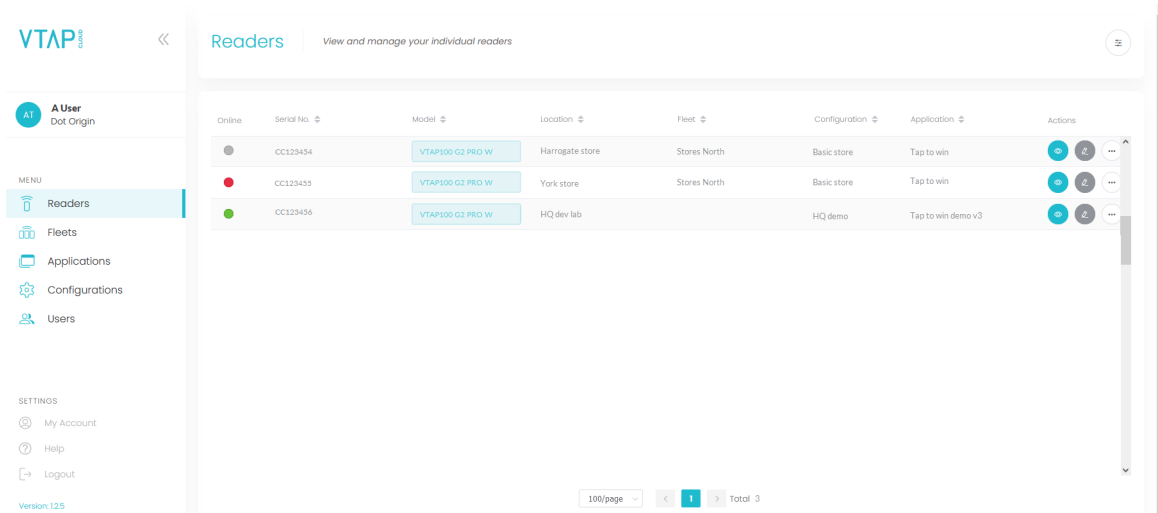 VTAP CLOUD
Readers View and manage your individual readers
AT
A User
Dot Origin
MENU
Readers
Fleets
Applications
Configurations
Users
SETTINGS
My Account
Help
Logout
Version: 1.2.5
Online Serial No. Model Location Fleet Configuration Application Actions
CC123454 VTAP100 G2 PRO W Harrogate store Stores North Basic store Tap to win
CC123455 VTAP100 G2 PRO W York store Stores North Basic store Tap to win
CC123456 VTAP100 G2 PRO W HQ dev lab HQ demo Tap to win demo v3
100/page 1 Total 3